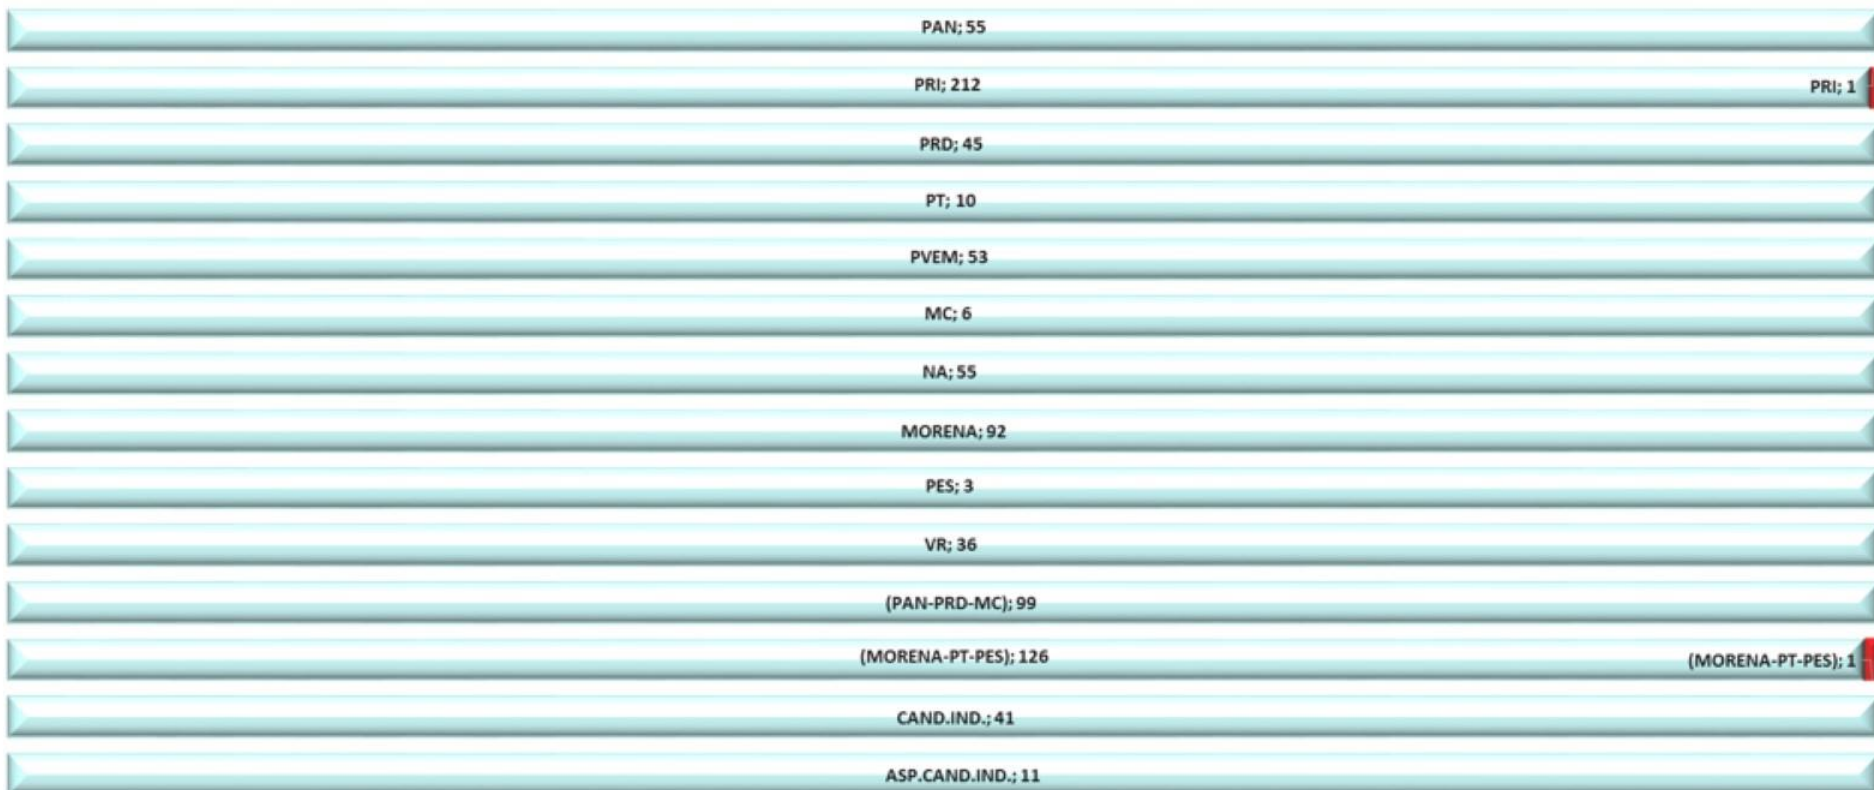 PAN; 55
PRI; 212 PRI; 1
PRD; 45
PT; 10
PVEM; 53
MC; 6
NA; 55
MORENA; 92
PES; 3
VR; 36
(PAN-PRD-MC); 99
(MORENA-PT-PES); 126 (MORENA-PT-PES); 1
CAND.IND.; 41
ASP.CAND.IND.; 11